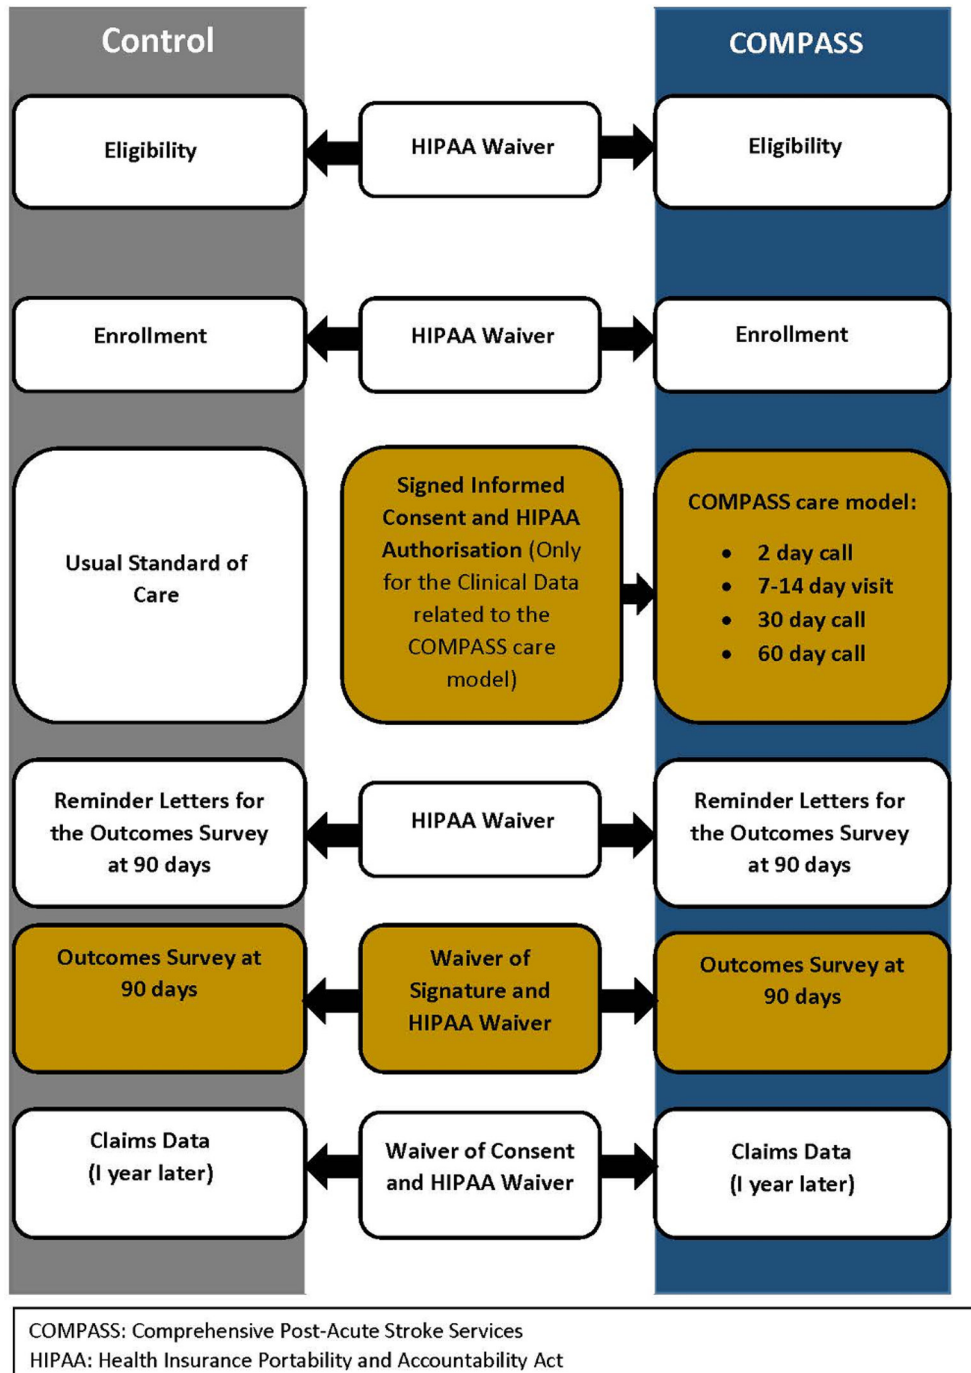 Control
COMPASS
Eligibility
HIPAA Waiver
Eligibility
Enrollment
HIPAA Waiver
Enrollment
Usual Standard of
Care
Signed Informed
Consent and HIPAA
Authorisation (Only
for the Clinical Data
related to the
COMPASS care
model)
COMPASS care model:
• 2 day call
• 7-14 day visit
• 30 day call
• 60 day call
Reminder Letters for
the Outcomes Survey
at 90 days
HIPAA Waiver
Reminder Letters for
the Outcomes Survey
at 90 days
Outcomes Survey at
90 days
Waiver of
Signature and
HIPAA Waiver
Outcomes Survey at
90 days
Claims Data
(I year later)
Waiver of Consent
and HIPAA Waiver
Claims Data
(I year later)
COMPASS: Comprehensive Post-Acute Stroke Services
HIPAA: Health Insurance Portability and Accountability Act